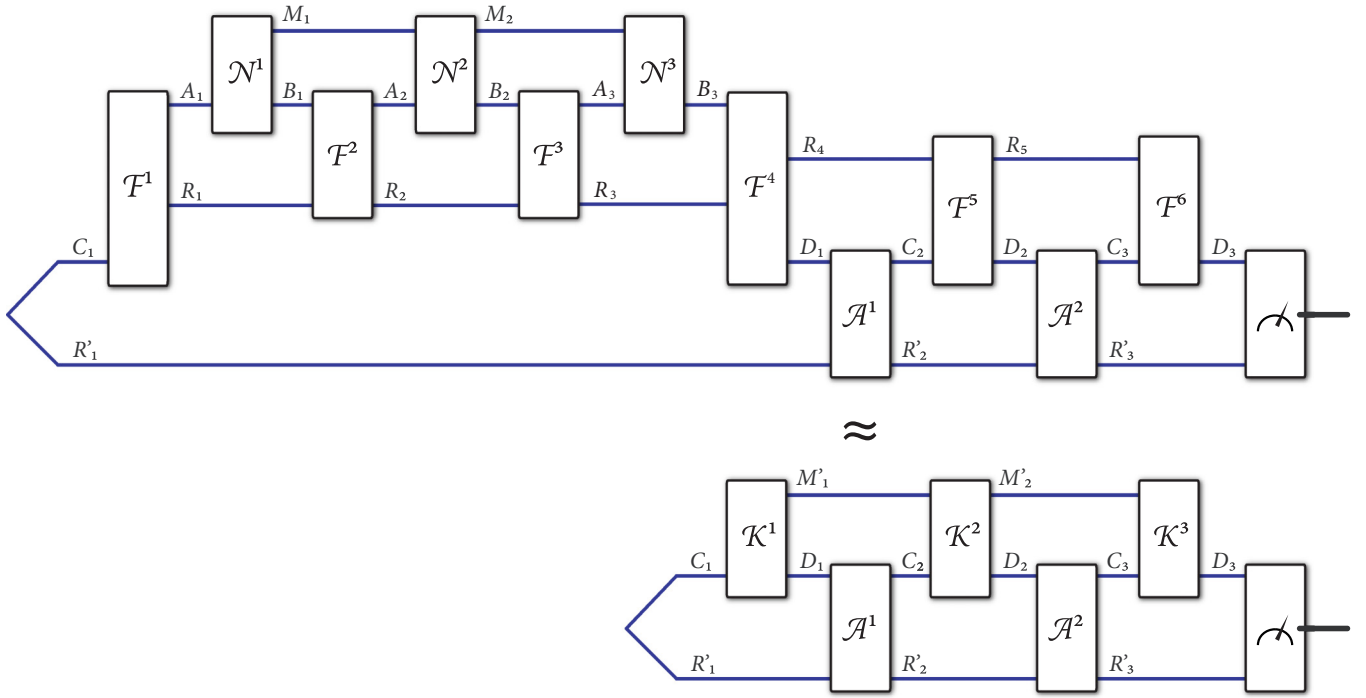 M₁ M₂
𝒩¹ 𝒩² 𝒩³
A₁ B₁ A₂ B₂ A₃ B₃
R₄ R₅
ℱ¹ ℱ² ℱ³ ℱ⁴ ℱ⁵ ℱ⁶
R₁ R₂ R₃
C₁ D₁ C₂ D₂ C₃ D₃
𝒜¹ 𝒜²
R'₁ R'₂ R'₃
≈
M'₁ M'₂
𝒦¹ 𝒦² 𝒦³
C₁ D₁ C₂ D₂ C₃ D₃
𝒜¹ 𝒜²
R'₁ R'₂ R'₃